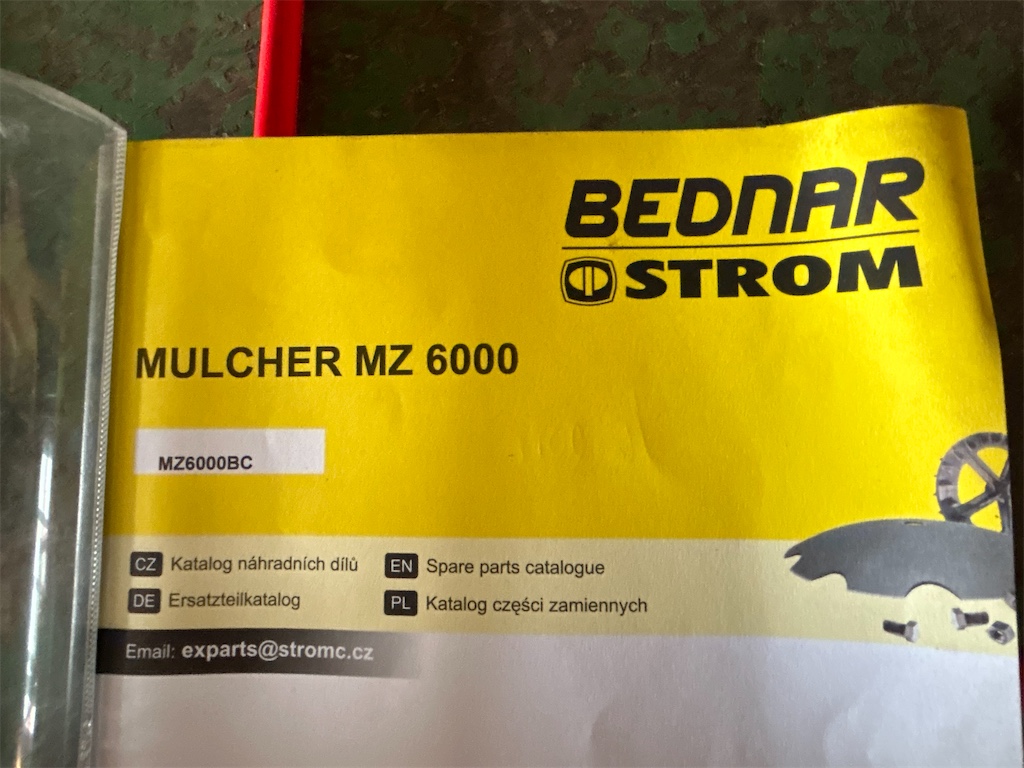 BEDNAR
STROM
MULCHER MZ 6000
MZ6000BC
CZ Katalog náhradních dílů
EN Spare parts catalogue
DE Ersatzteilkatalog
PL Katalog części zamiennych
Email: exparts@stromc.cz